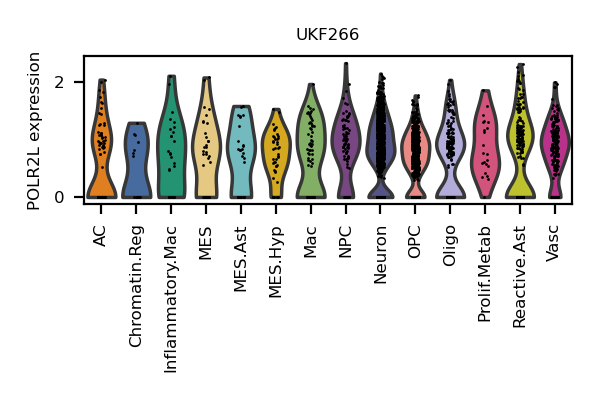 UKF266
POLR2L expression
2
0
AC
Chromatin.Reg
Inflammatory.Mac
MES
MES.Ast
MES.Hyp
Mac
NPC
Neuron
OPC
Oligo
Prolif.Metab
Reactive.Ast
Vasc